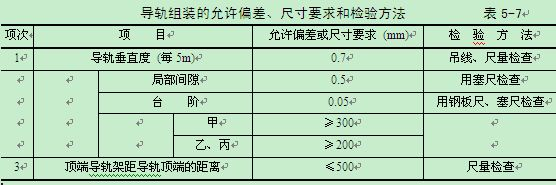 导轨组装的允许偏差、尺寸要求和检验方法 表 5-7
项次 项 目 允许偏差或尺寸要求 (mm) 检 验 方 法
1 导轨垂直度 (每 5m) 0.7 吊线、尺量检查
局部间隙 0.5 用塞尺检查
台 阶 0.05 用钢板尺、塞尺检查
甲 ≥300
乙、丙 ≥200
3 顶端导轨架距导轨顶端的距离 ≤500 尺量检查